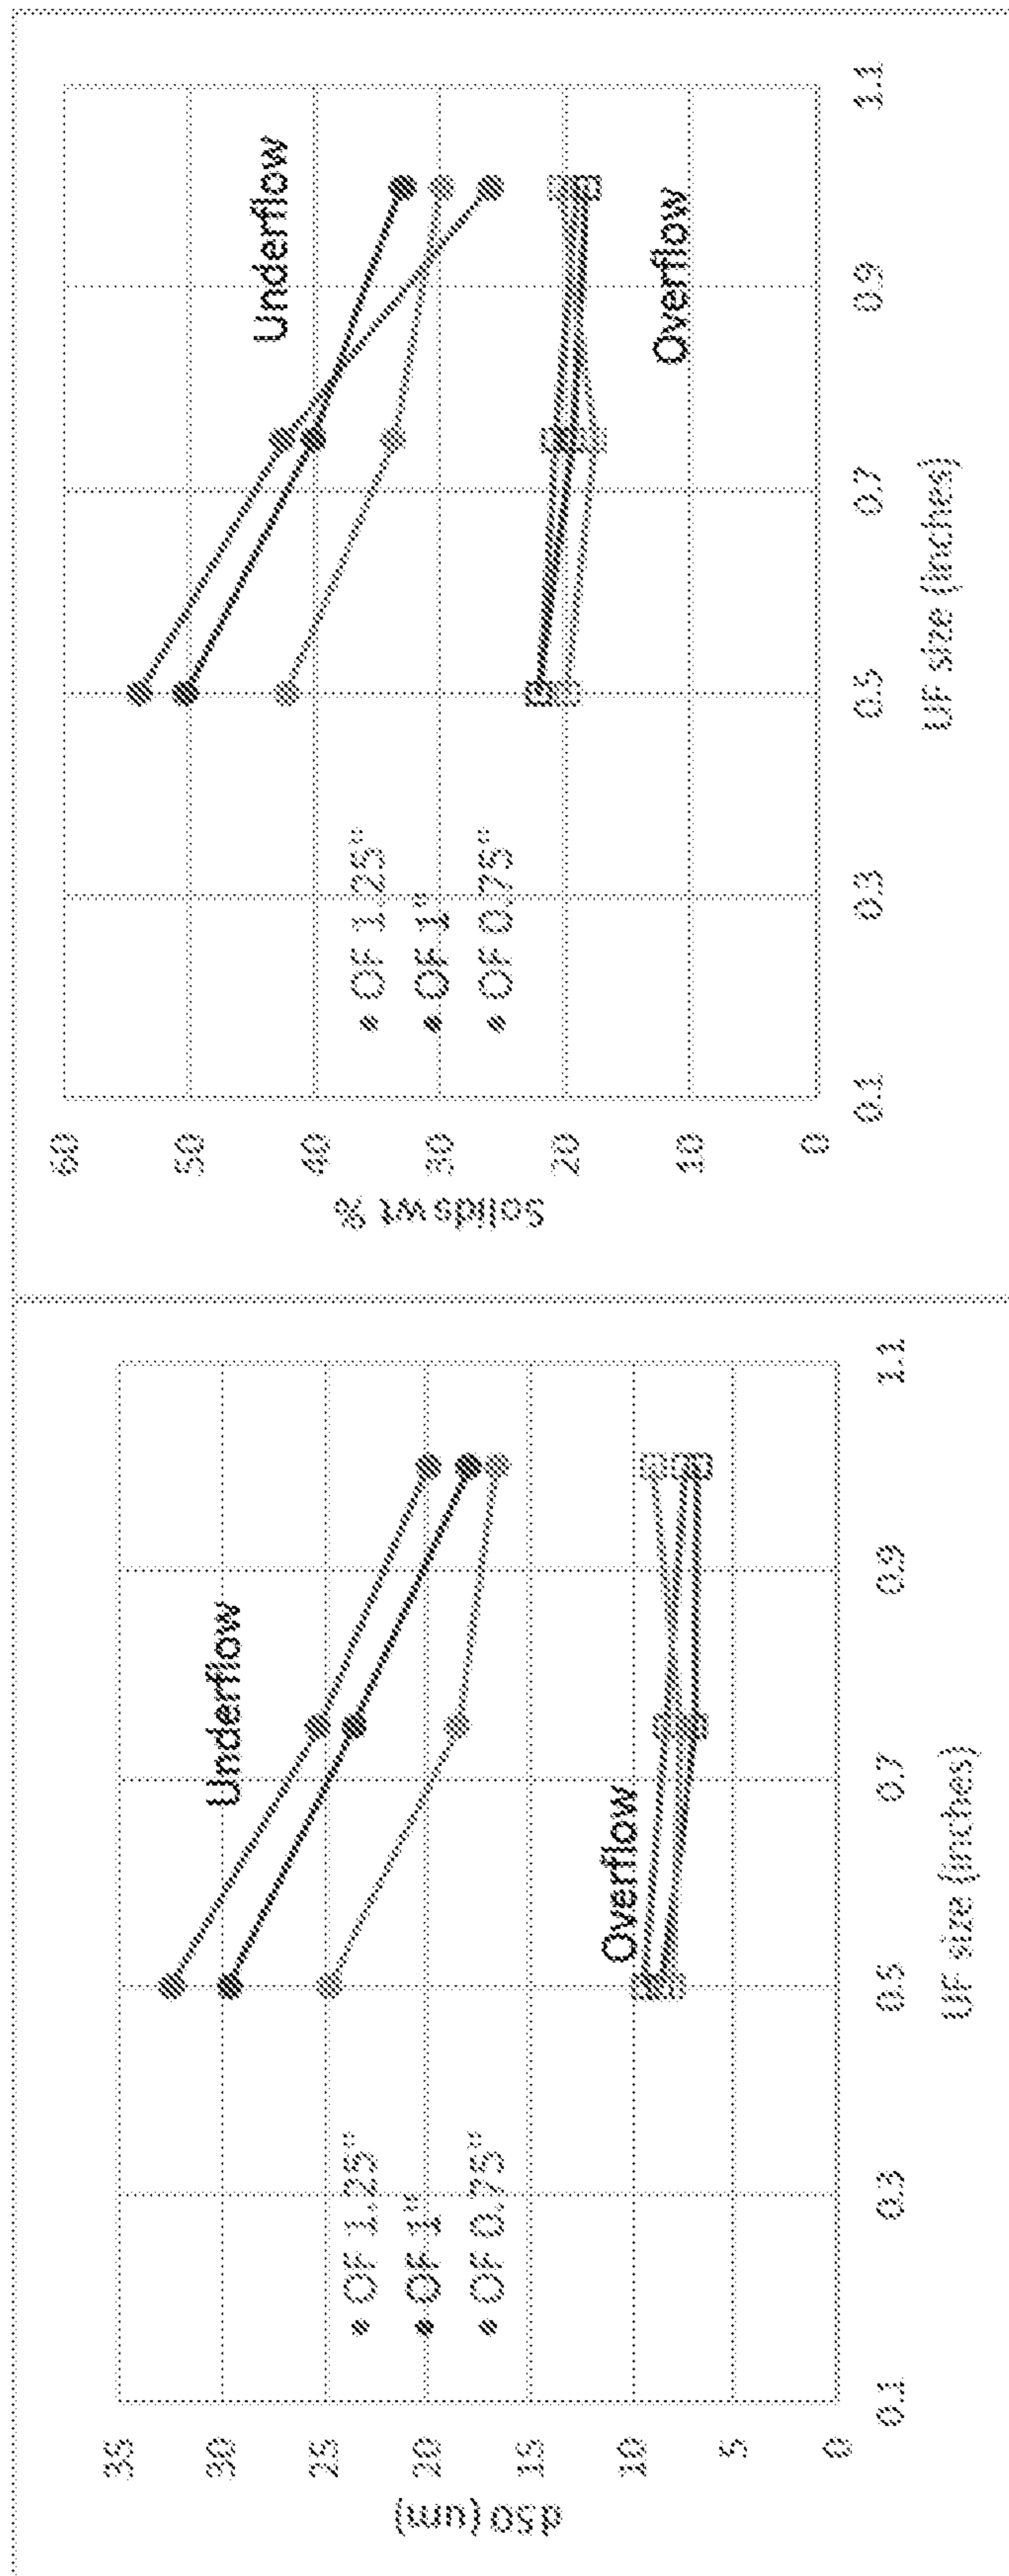 d50 (um)
35
30
25
20
15
10
5
0
Underflow
Overflow
• OF 1.25"
• OF 1"
• OF 0.75"
0.1
0.3
0.5
0.7
0.9
1.1
UF size (inches)
Solids wt %
60
50
40
30
20
10
0
Underflow
Overflow
• OF 1.25"
• OF 1"
• OF 0.75"
0.1
0.3
0.5
0.7
0.9
1.1
UF size (inches)